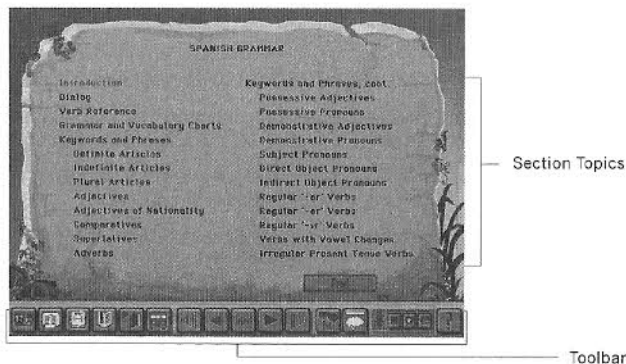 SPANISH GRAMMAR
Introduction
Dialog
Verb Reference
Grammar and Vocabulary Charts
Keywords and Phrases
Definite Articles
Indefinite Articles
Plural Articles
Adjectives
Adjectives of Nationality
Comparatives
Superlatives
Adverbs
Keywords and Phrases, cont.
Possessive Adjectives
Possessive Pronouns
Demonstrative Adjectives
Demonstrative Pronouns
Subject Pronouns
Direct Object Pronouns
Indirect Object Pronouns
Regular '-ar' Verbs
Regular '-er' Verbs
Regular '-ir' Verbs
Verbs with Vowel Changes
Irregular Present Tense Verbs
Section Topics
Toolbar